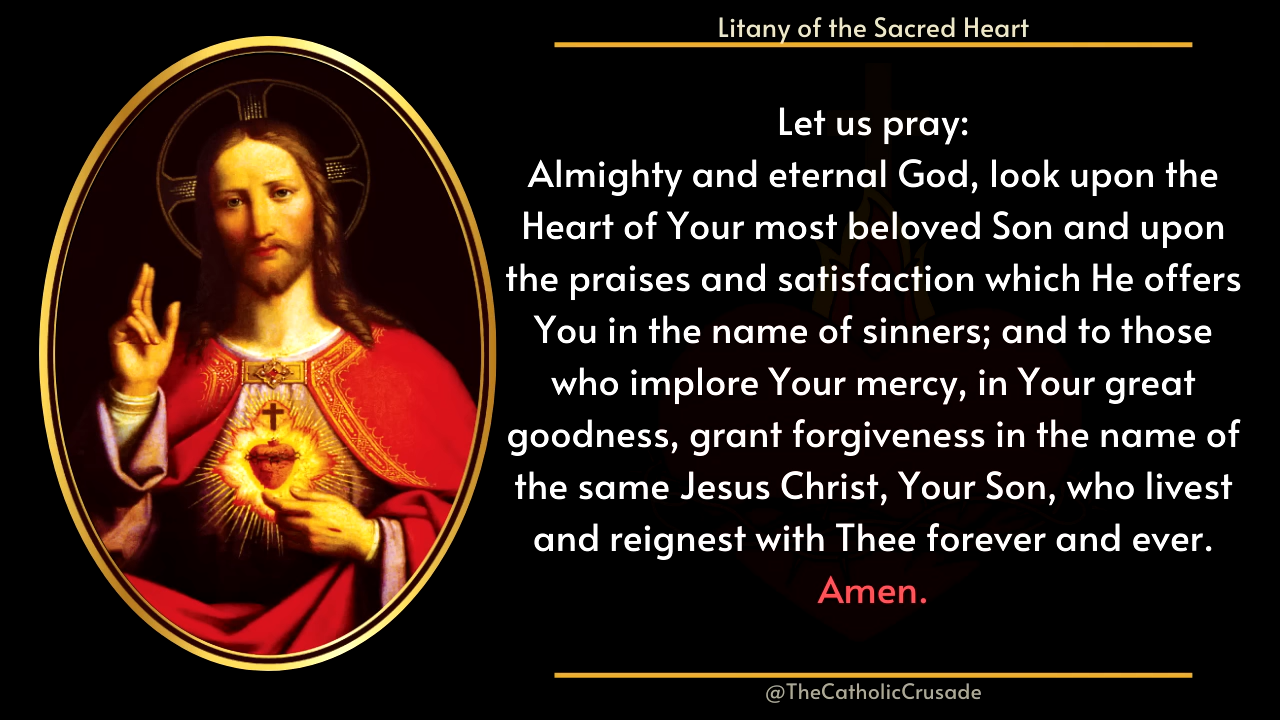 Litany of the Sacred Heart
Let us pray:
Almighty and eternal God, look upon the
Heart of Your most beloved Son and upon
the praises and satisfaction which He offers
You in the name of sinners; and to those
who implore Your mercy, in Your great
goodness, grant forgiveness in the name of
the same Jesus Christ, Your Son, who livest
and reignest with Thee forever and ever.
Amen.
@TheCatholicCrusade